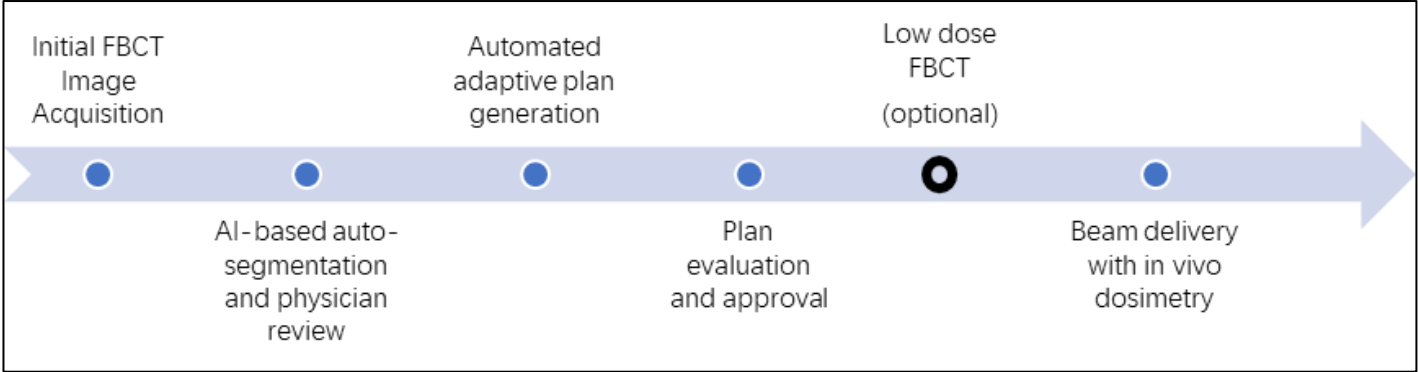 Initial FBCT
Image
Acquisition
AI-based auto-
segmentation
and physician
review
Automated
adaptive plan
generation
Plan
evaluation
and approval
Low dose
FBCT
(optional)
Beam delivery
with in vivo
dosimetry